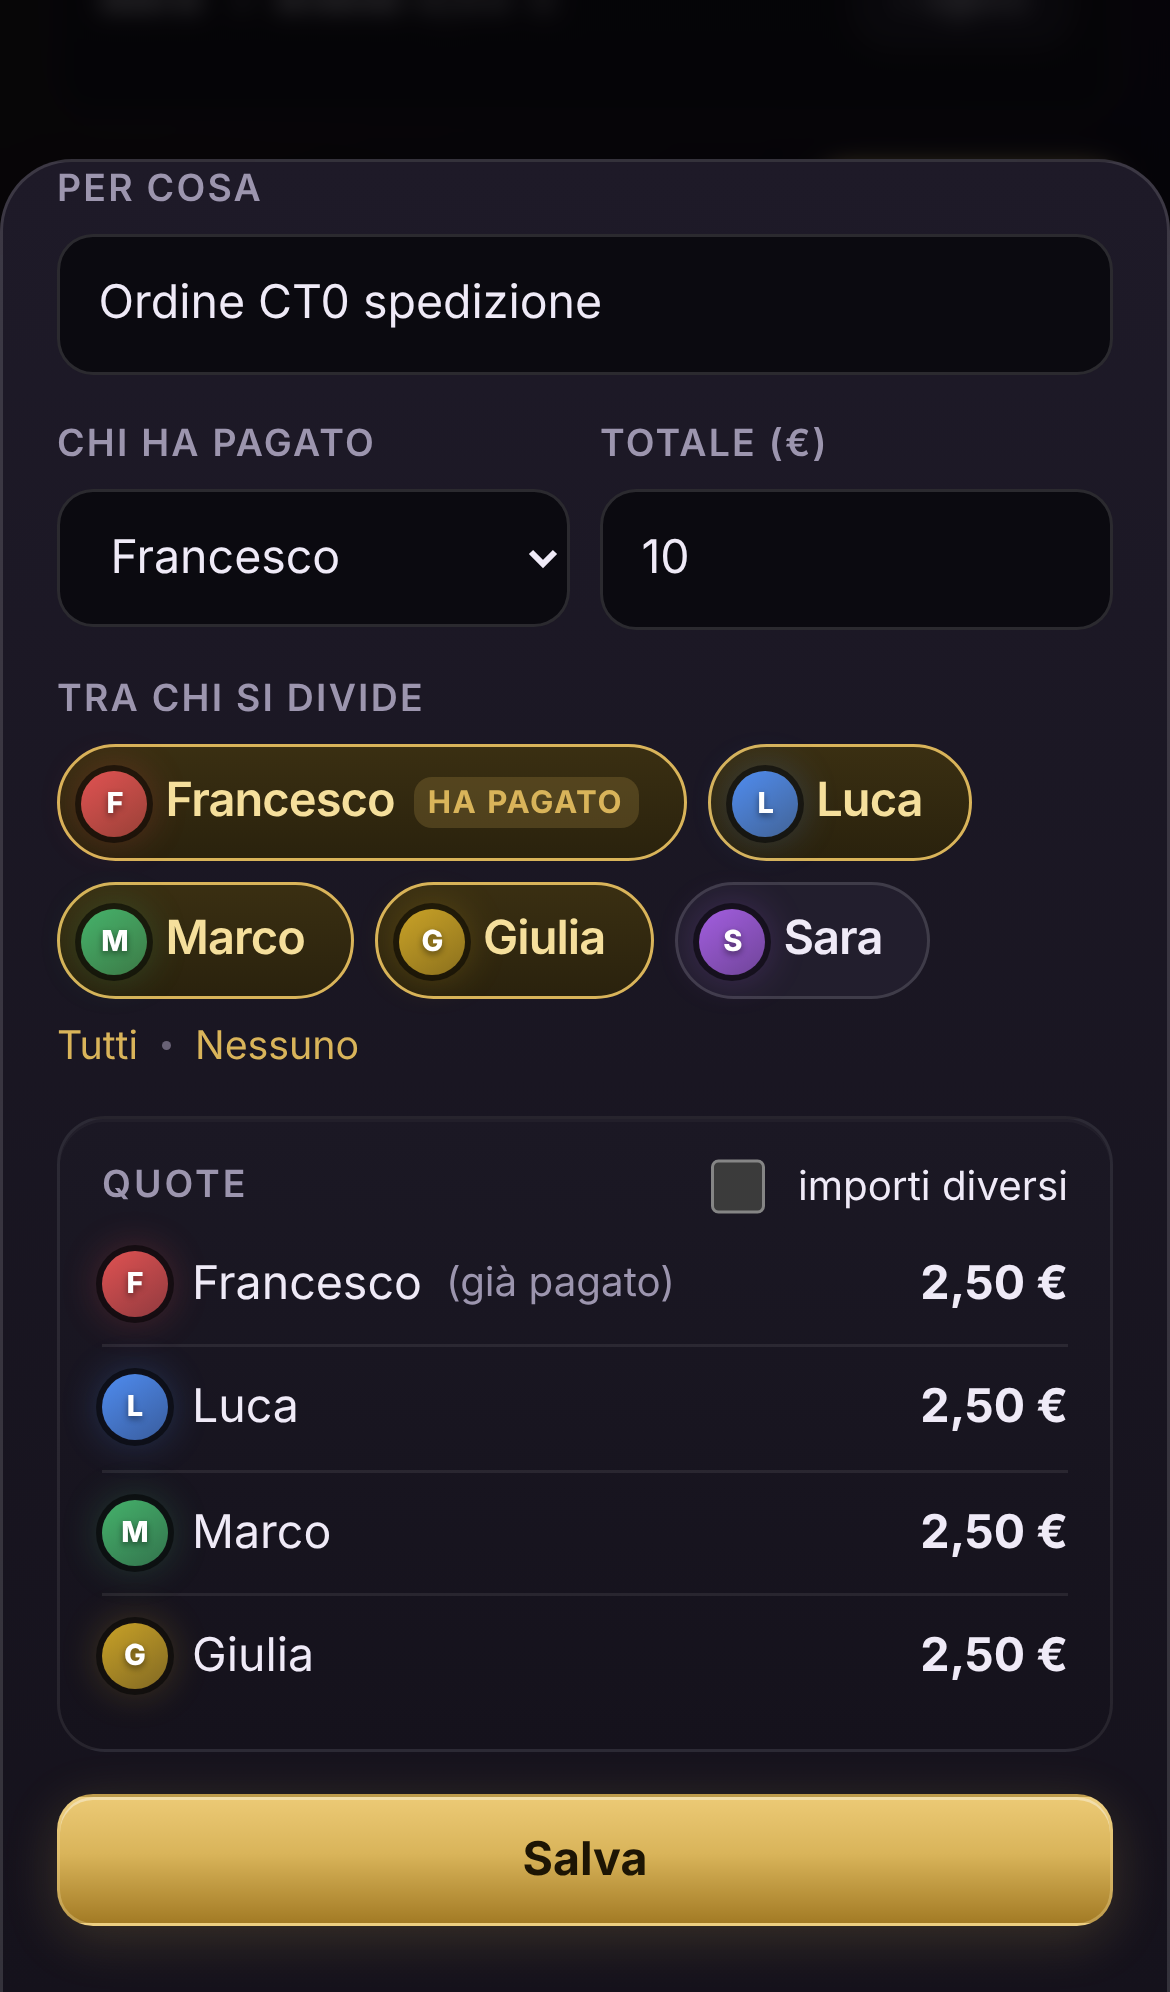 PER COSA
Ordine CT0 spedizione
CHI HA PAGATO
TOTALE (€)
Francesco
10
TRA CHI SI DIVIDE
F Francesco HA PAGATO
L Luca
M Marco
G Giulia
S Sara
Tutti • Nessuno
QUOTE
importi diversi
F Francesco (già pagato) 2,50 €
L Luca 2,50 €
M Marco 2,50 €
G Giulia 2,50 €
Salva